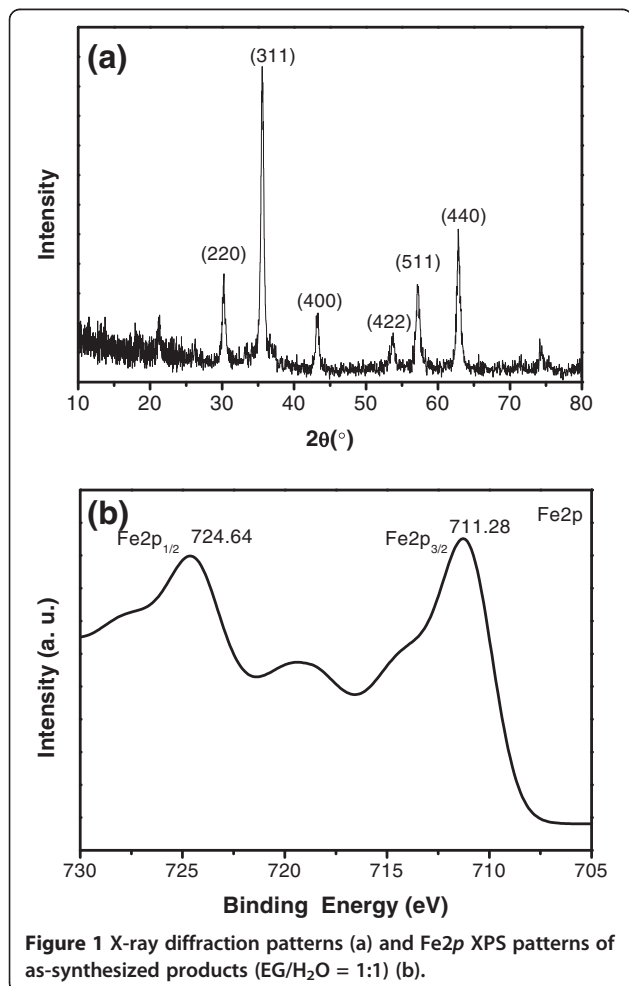 (a)
(311)
(440)
(220)
(511)
(400)
(422)
Intensity
10 20 30 40 50 60 70 80
2θ(°)
(b)
Fe2p
Fe2p1/2 724.64
Fe2p3/2 711.28
Intensity (a. u.)
730 725 720 715 710 705
Binding Energy (eV)
Figure 1 X-ray diffraction patterns (a) and Fe2p XPS patterns of
as-synthesized products (EG/H2O = 1:1) (b).